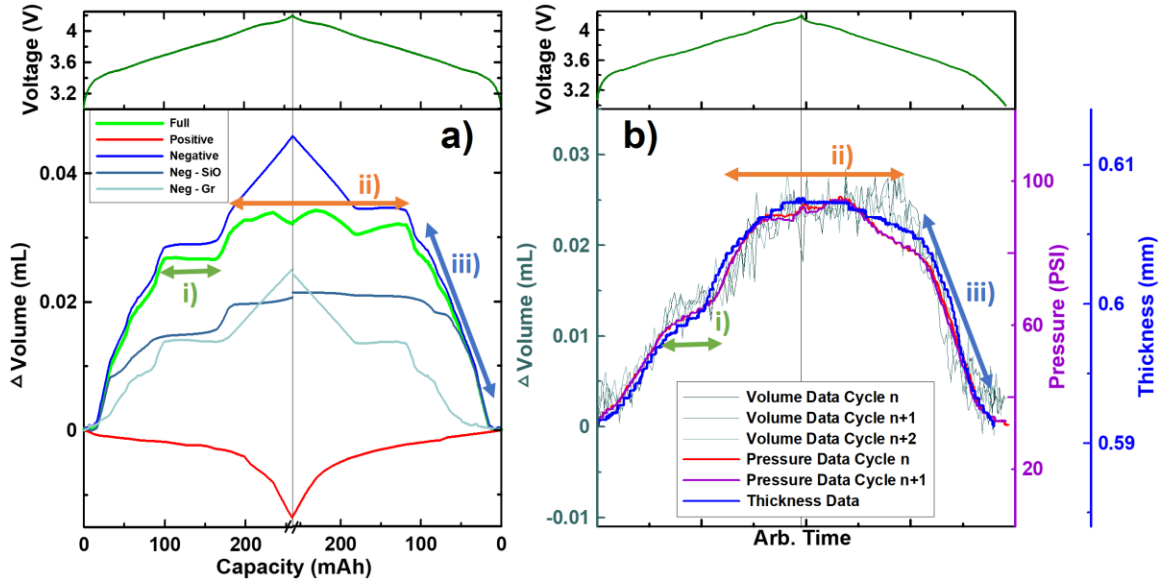 Voltage (V)
4.2
3.6
3.2
Full
Positive
Negative
Neg - SiO
Neg - Gr
a)
ii)
i)
iii)
Δ Volume (mL)
0.04
0.02
0
0
100
200
200
100
0
Capacity (mAh)
Voltage (V)
4.2
3.6
3.2
b)
ii)
i)
iii)
Δ Volume (mL)
0.03
0.02
0.01
0
-0.01
Volume Data Cycle n
Volume Data Cycle n+1
Volume Data Cycle n+2
Pressure Data Cycle n
Pressure Data Cycle n+1
Thickness Data
Arb. Time
100
60
20
Pressure (PSI)
0.61
0.6
0.59
Thickness (mm)